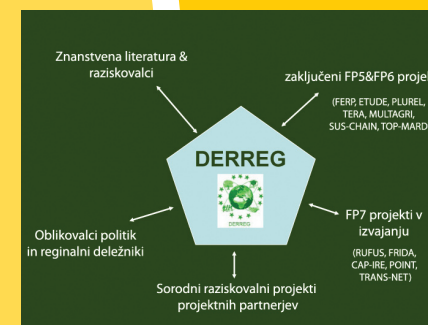 Znanstvena literatura &
raziskovalci
zaključeni FP5&FP6 projek
(FERP, ETUDE, PLUREL,
TERA, MULTAGRI,
SUS-CHAIN, TOP-MARD
DERREG
DERREG
Oblikovalci politik
in reginalni deležniki
FP7 projekti v
izvajanju
(RUFUS, FRIDA,
CAP-IRE, POINT,
TRANS-NET)
Sorodni raziskovalni projekti
projektnih partnerjev